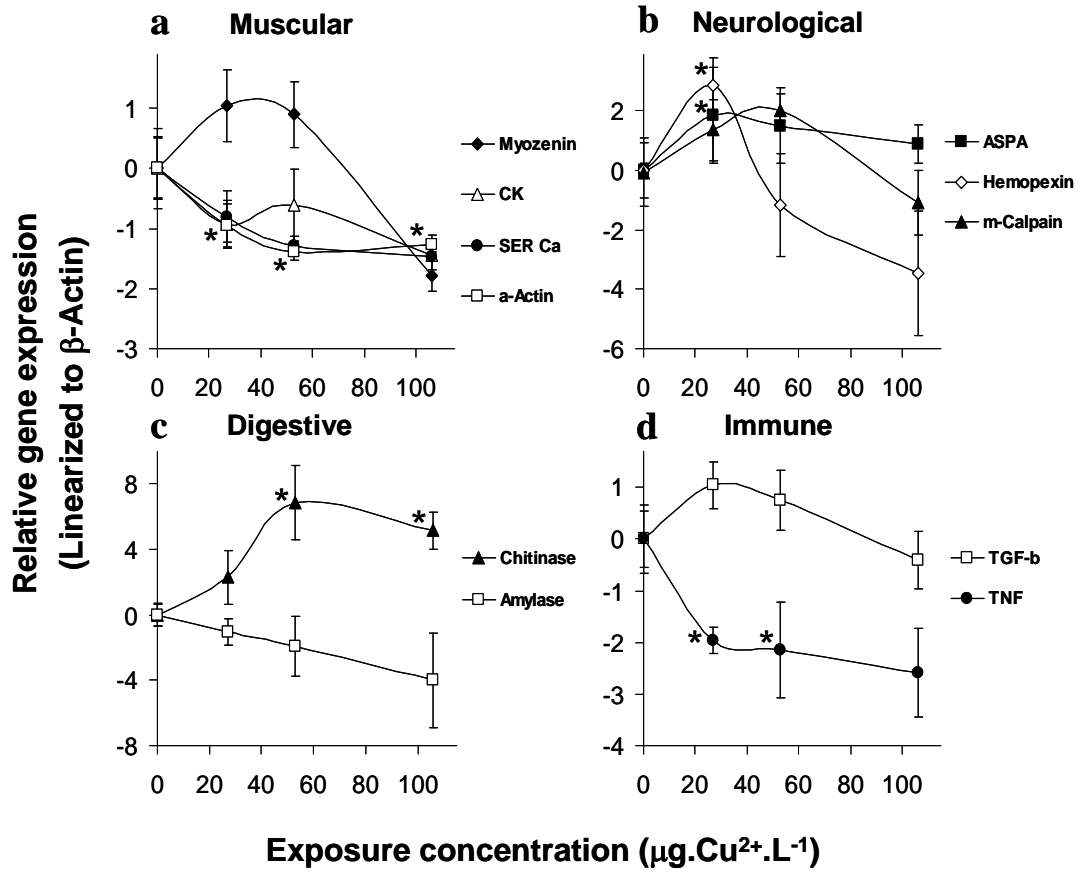 a Muscular
1
0
-1
-2
-3
0 20 40 60 80 100
* * *
Myozenin
CK
SER Ca
a-Actin
b Neurological
2
0
-2
-4
-6
0 20 40 60 80 100
*
*
ASPA
Hemopexin
m-Calpain
c Digestive
8
4
0
-4
-8
0 20 40 60 80 100
* *
Chitinase
Amylase
d Immune
1
0
-1
-2
-3
-4
0 20 40 60 80 100
* *
TGF-b
TNF
Relative gene expression
(Linearized to β-Actin)
Exposure concentration (μg.Cu²⁺.L⁻¹)